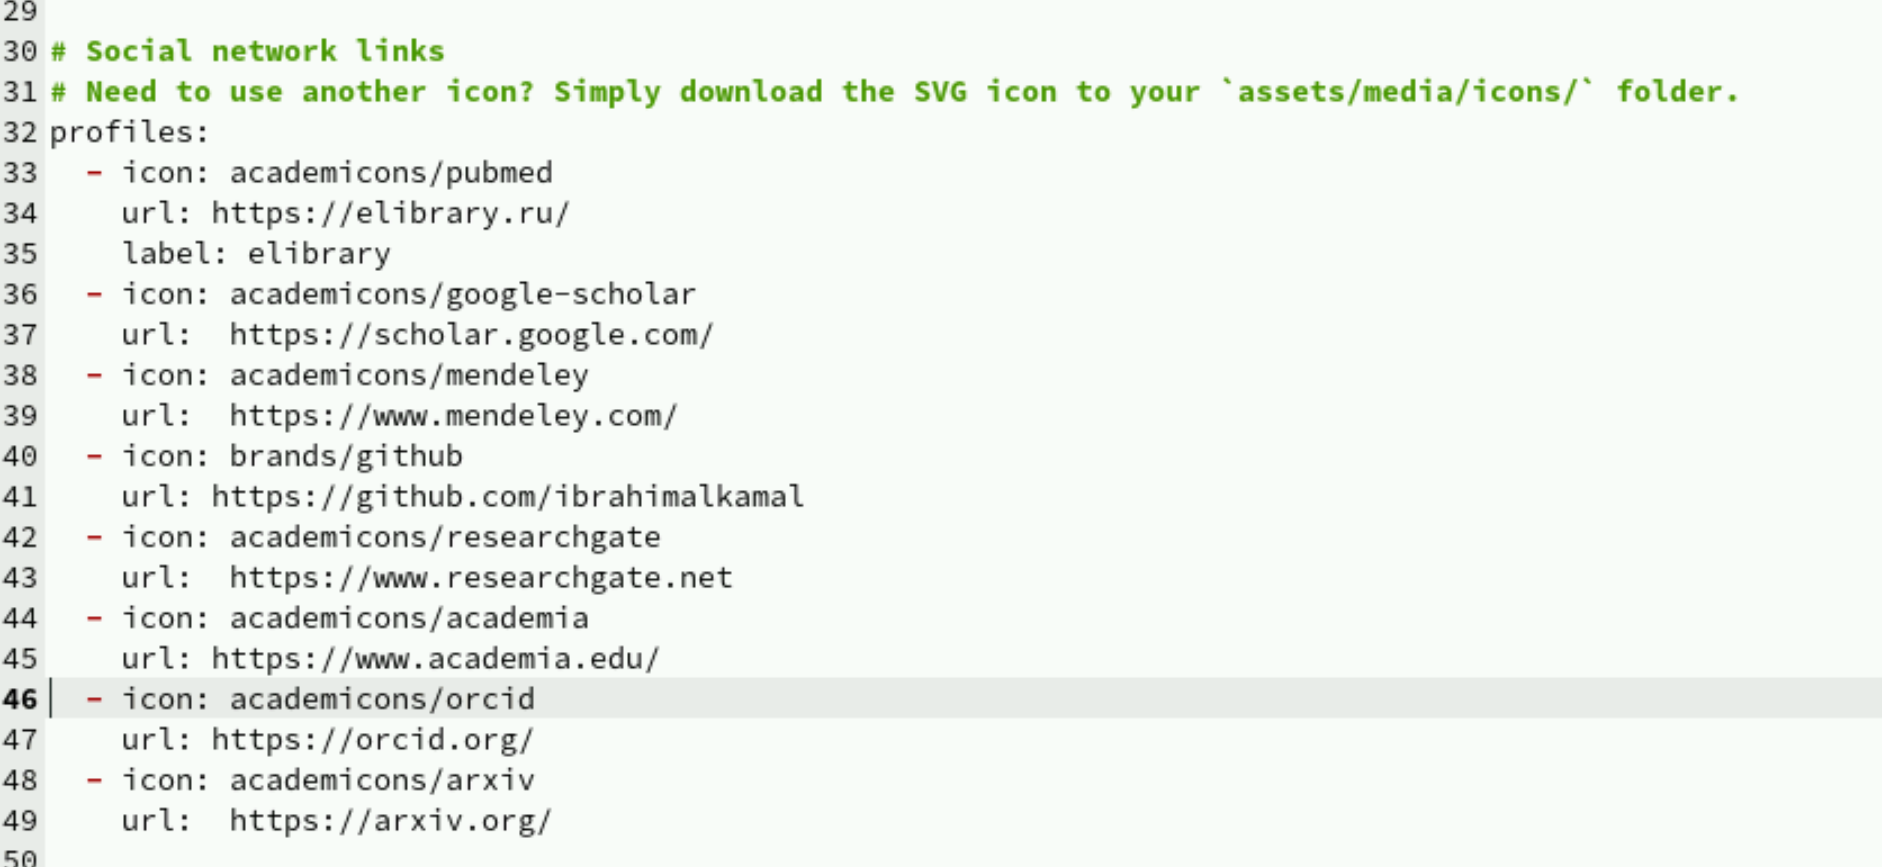 29
30 # Social network links
31 # Need to use another icon? Simply download the SVG icon to your `assets/media/icons/` folder.
32 profiles:
33   - icon: academicons/pubmed
34     url: https://elibrary.ru/
35     label: elibrary
36   - icon: academicons/google-scholar
37     url:  https://scholar.google.com/
38   - icon: academicons/mendeley
39     url:  https://www.mendeley.com/
40   - icon: brands/github
41     url: https://github.com/ibrahimalkamal
42   - icon: academicons/researchgate
43     url:  https://www.researchgate.net
44   - icon: academicons/academia
45     url: https://www.academia.edu/
46   - icon: academicons/orcid
47     url: https://orcid.org/
48   - icon: academicons/arxiv
49     url:  https://arxiv.org/
50